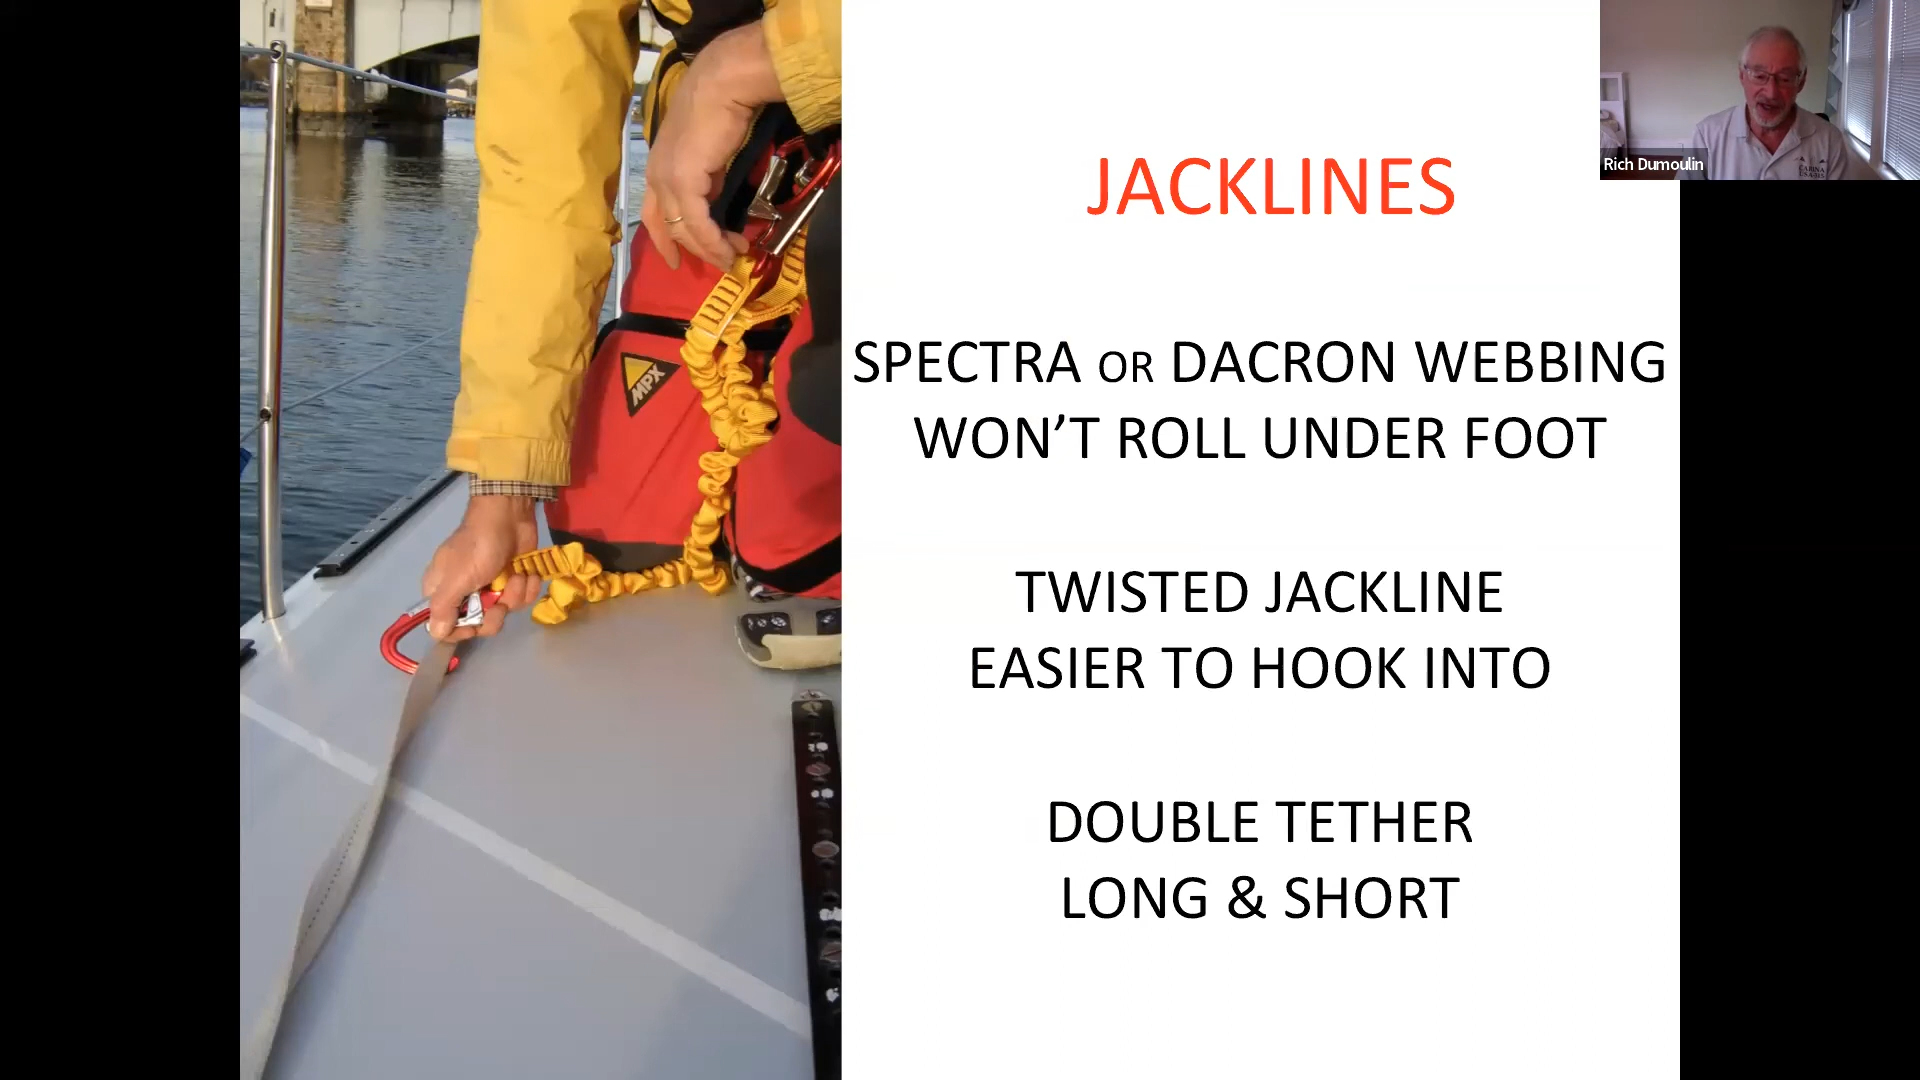 JACKLINES
SPECTRA OR DACRON WEBBING
WON’T ROLL UNDER FOOT
TWISTED JACKLINE
EASIER TO HOOK INTO
DOUBLE TETHER
LONG & SHORT
MPX
Rich Dumoulin
CARINA